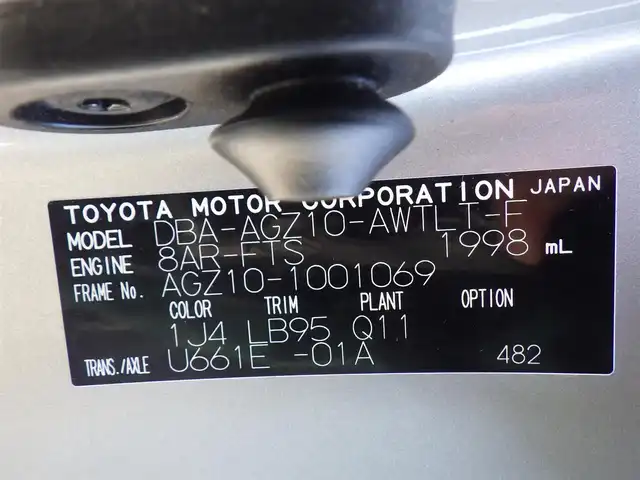 TOYOTA MOTOR CORPORATION JAPAN
MODEL DBA-AGZ10-AWTLT-F
ENGINE 8AR-FTS 1998 mL
FRAME No. AGZ10-1001069
COLOR TRIM PLANT OPTION
1J4 LB95 Q11
TRANS./AXLE U661E -01A 482